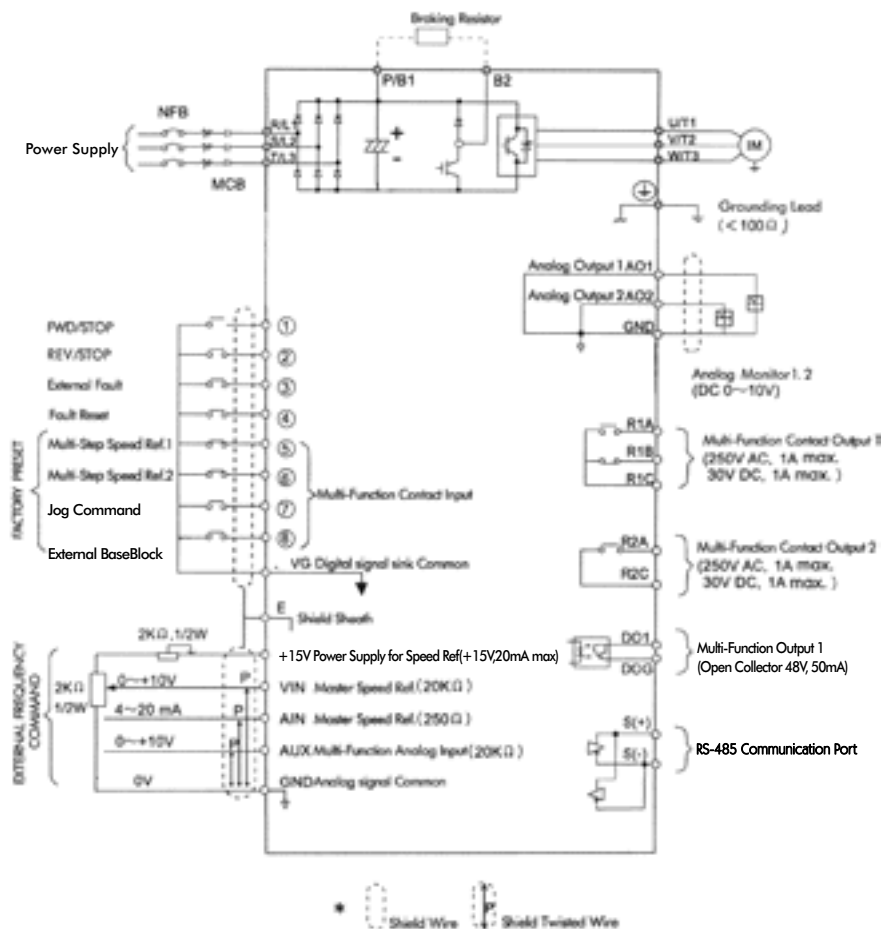 Braking Resistor
P/B1
B2
NFB
Power Supply
R/L1
S/L2
T/L3
MCB
+
-
U/T1
V/T2
W/T3
IM
Grounding Lead
(<100Ω)
Analog Output 1 AO1
Analog Output 2 AO2
GND
Analog Monitor 1, 2
(DC 0~10V)
FACTORY PRESET
FWD/STOP
①
REV/STOP
②
External Fault
③
Fault Reset
④
Multi-Step Speed Ref.1
⑤
Multi-Step Speed Ref.2
⑥
Jog Command
⑦
External BaseBlock
⑧
Multi-Function Contact Input
VG Digital signal sink Common
E
Shield Sheath
R1A
R1B
R1C
Multi-Function Contact Output 1
(250V AC, 1A max.
30V DC, 1A max. )
R2A
R2C
Multi-Function Contact Output 2
(250V AC, 1A max.
30V DC, 1A max. )
EXTERNAL FREQUENCY COMMAND
2KΩ,1/2W
2KΩ
1/2W
+15V Power Supply for Speed Ref(+15V,20mA max)
0~+10V
P
VIN Master Speed Ref.(20KΩ)
4~20 mA
P
AIN Master Speed Ref.(250Ω)
0~+10V
P
AUX Multi-Function Analog Input(20KΩ)
0V
GND Analog signal Common
DO1
DOG
Multi-Function Output 1
(Open Collector 48V, 50mA)
S(+)
S(-)
RS-485 Communication Port
*
Shield Wire
P
Shield Twisted Wire